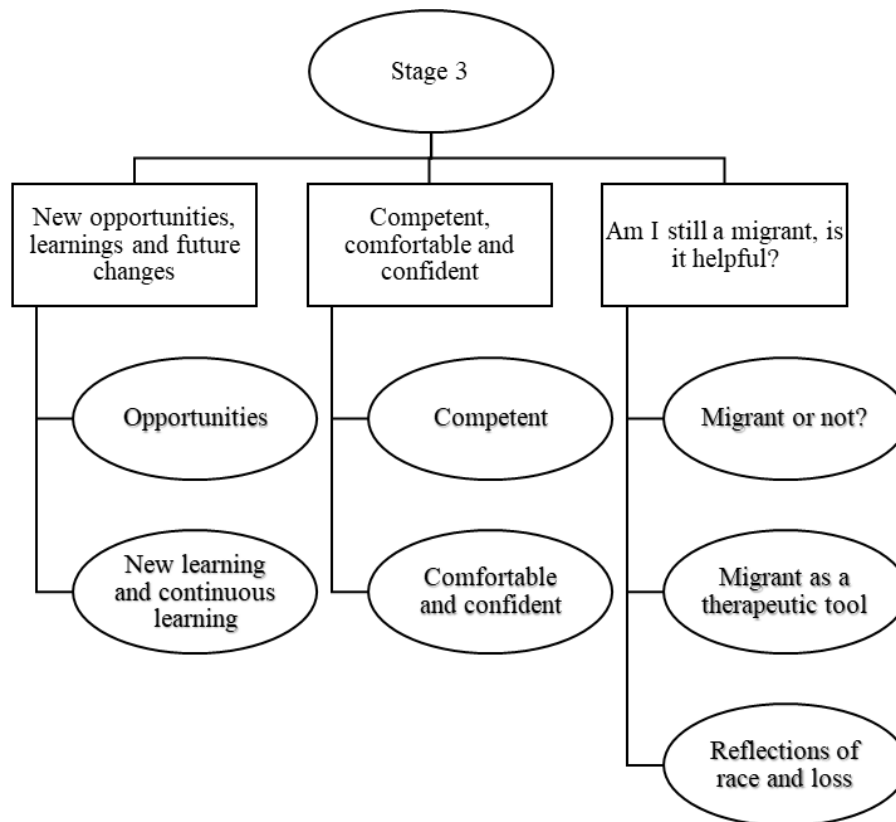 Stage 3
New opportunities,
learnings and future
changes
Competent,
comfortable and
confident
Am I still a migrant, is
it helpful?
Opportunities
New learning
and continuous
learning
Competent
Comfortable
and confident
Migrant or not?
Migrant as a
therapeutic tool
Reflections of
race and loss